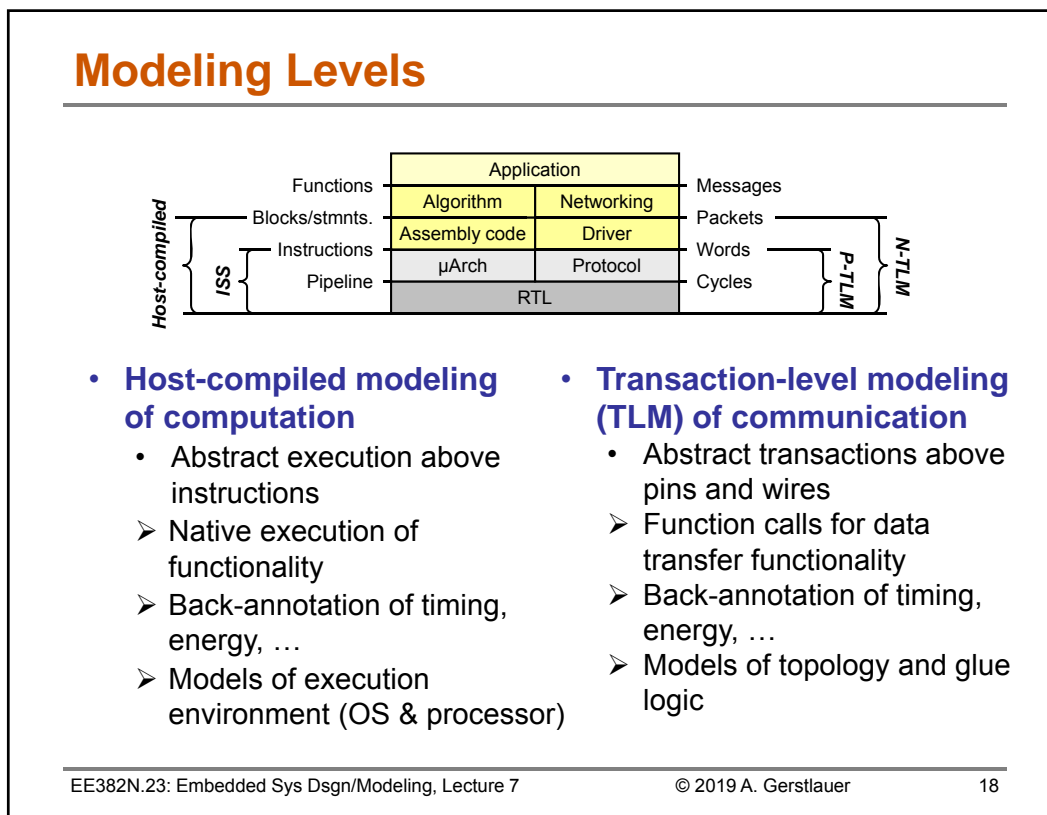 Modeling Levels
Application
Functions
Messages
Algorithm
Networking
Blocks/stmnts.
Packets
Assembly code
Driver
Instructions
Words
µArch
Protocol
Pipeline
Cycles
RTL
Host-compiled
ISS
P-TLM
N-TLM
• Host-compiled modeling
of computation
• Abstract execution above
instructions
➢ Native execution of
functionality
➢ Back-annotation of timing,
energy, …
➢ Models of execution
environment (OS & processor)
• Transaction-level modeling
(TLM) of communication
• Abstract transactions above
pins and wires
➢ Function calls for data
transfer functionality
➢ Back-annotation of timing,
energy, …
➢ Models of topology and glue
logic
EE382N.23: Embedded Sys Dsgn/Modeling, Lecture 7
© 2019 A. Gerstlauer
18